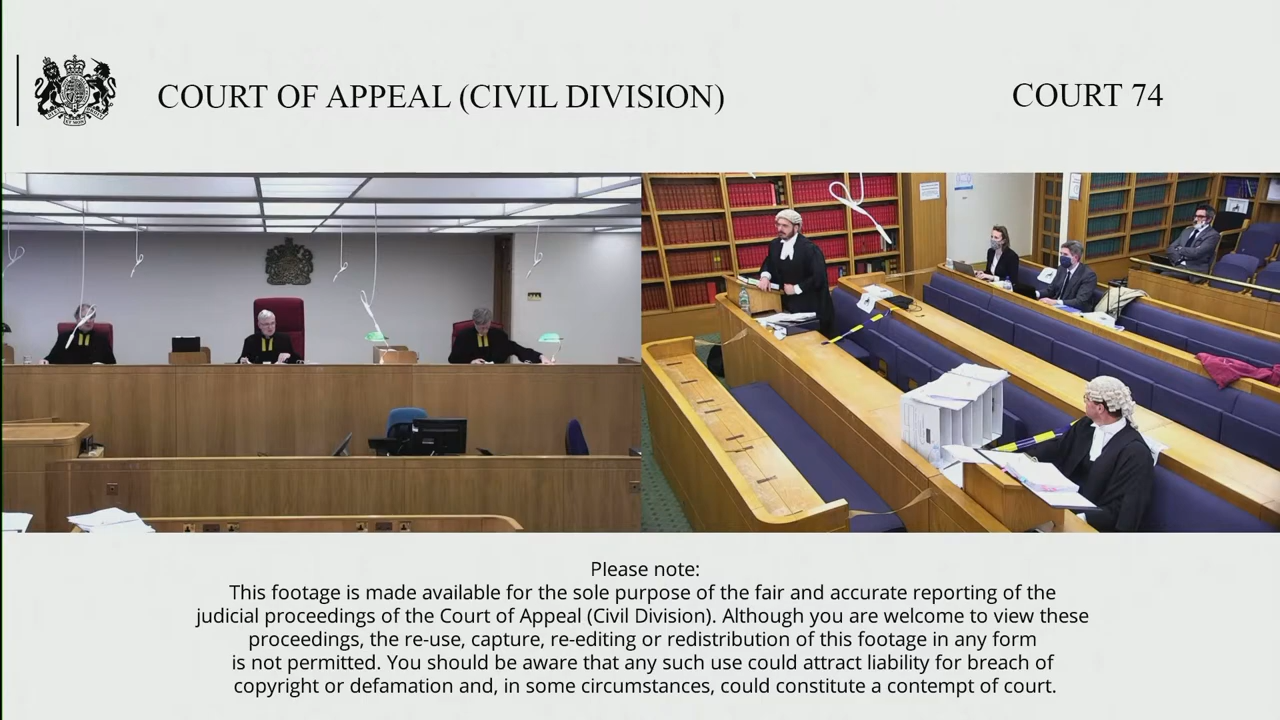 COURT OF APPEAL (CIVIL DIVISION)
COURT 74
Please note:
This footage is made available for the sole purpose of the fair and accurate reporting of the
judicial proceedings of the Court of Appeal (Civil Division). Although you are welcome to view these
proceedings, the re-use, capture, re-editing or redistribution of this footage in any form
is not permitted. You should be aware that any such use could attract liability for breach of
copyright or defamation and, in some circumstances, could constitute a contempt of court.